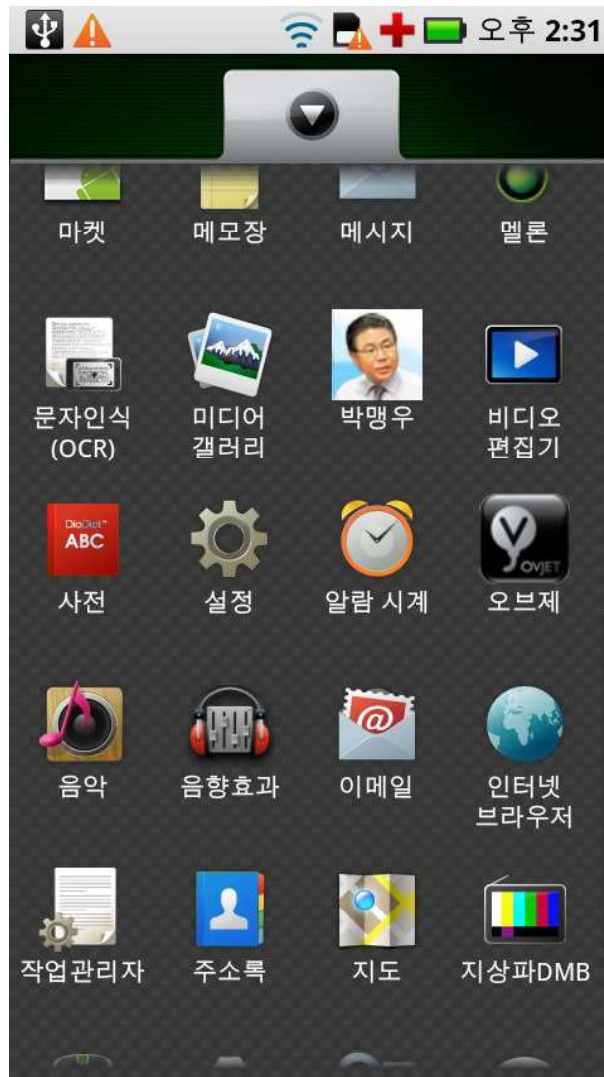 오후 2:31
마켓 메모장 메시지 멜론
문자인식 미디어 박맹우 비디오
(OCR) 갤러리 편집기
DioDict™
ABC
OVJET
사전 설정 알람 시계 오브제
@
음악 음향효과 이메일 인터넷
브라우저
작업관리자 주소록 지도 지상파DMB